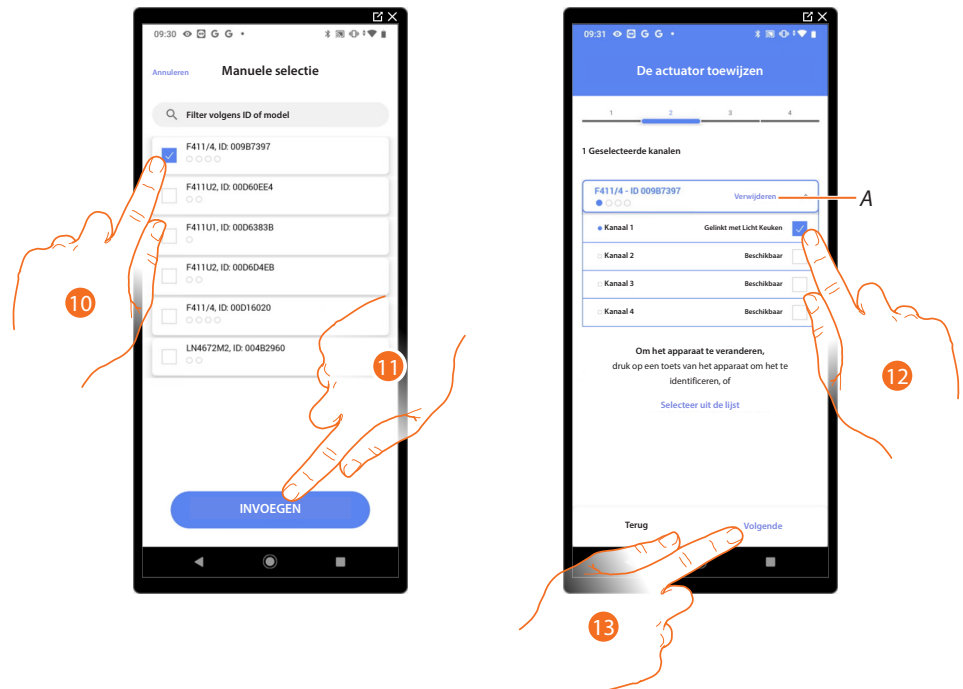 09:30 G G
Annuleren Manuele selectie
Filter volgens ID of model
F411/4, ID: 009B7397
F411U2, ID: 00D60EE4
F411U1, ID: 00D6383B
F411U2, ID: 00D6D4EB
F411/4, ID: 00D16020
LN4672M2, ID: 004B2960
INVOEGEN
10
11
09:31 G G
De actuator toewijzen
1 2 3 4
1 Geselecteerde kanalen
F411/4 - ID 009B7397 Verwijderen
A
Kanaal 1 Gelinkt met Licht Keuken
Kanaal 2 Beschikbaar
Kanaal 3 Beschikbaar
Kanaal 4 Beschikbaar
Om het apparaat te veranderen,
druk op een toets van het apparaat om het te
identificeren, of
Selecteer uit de lijst
Terug Volgende
12
13